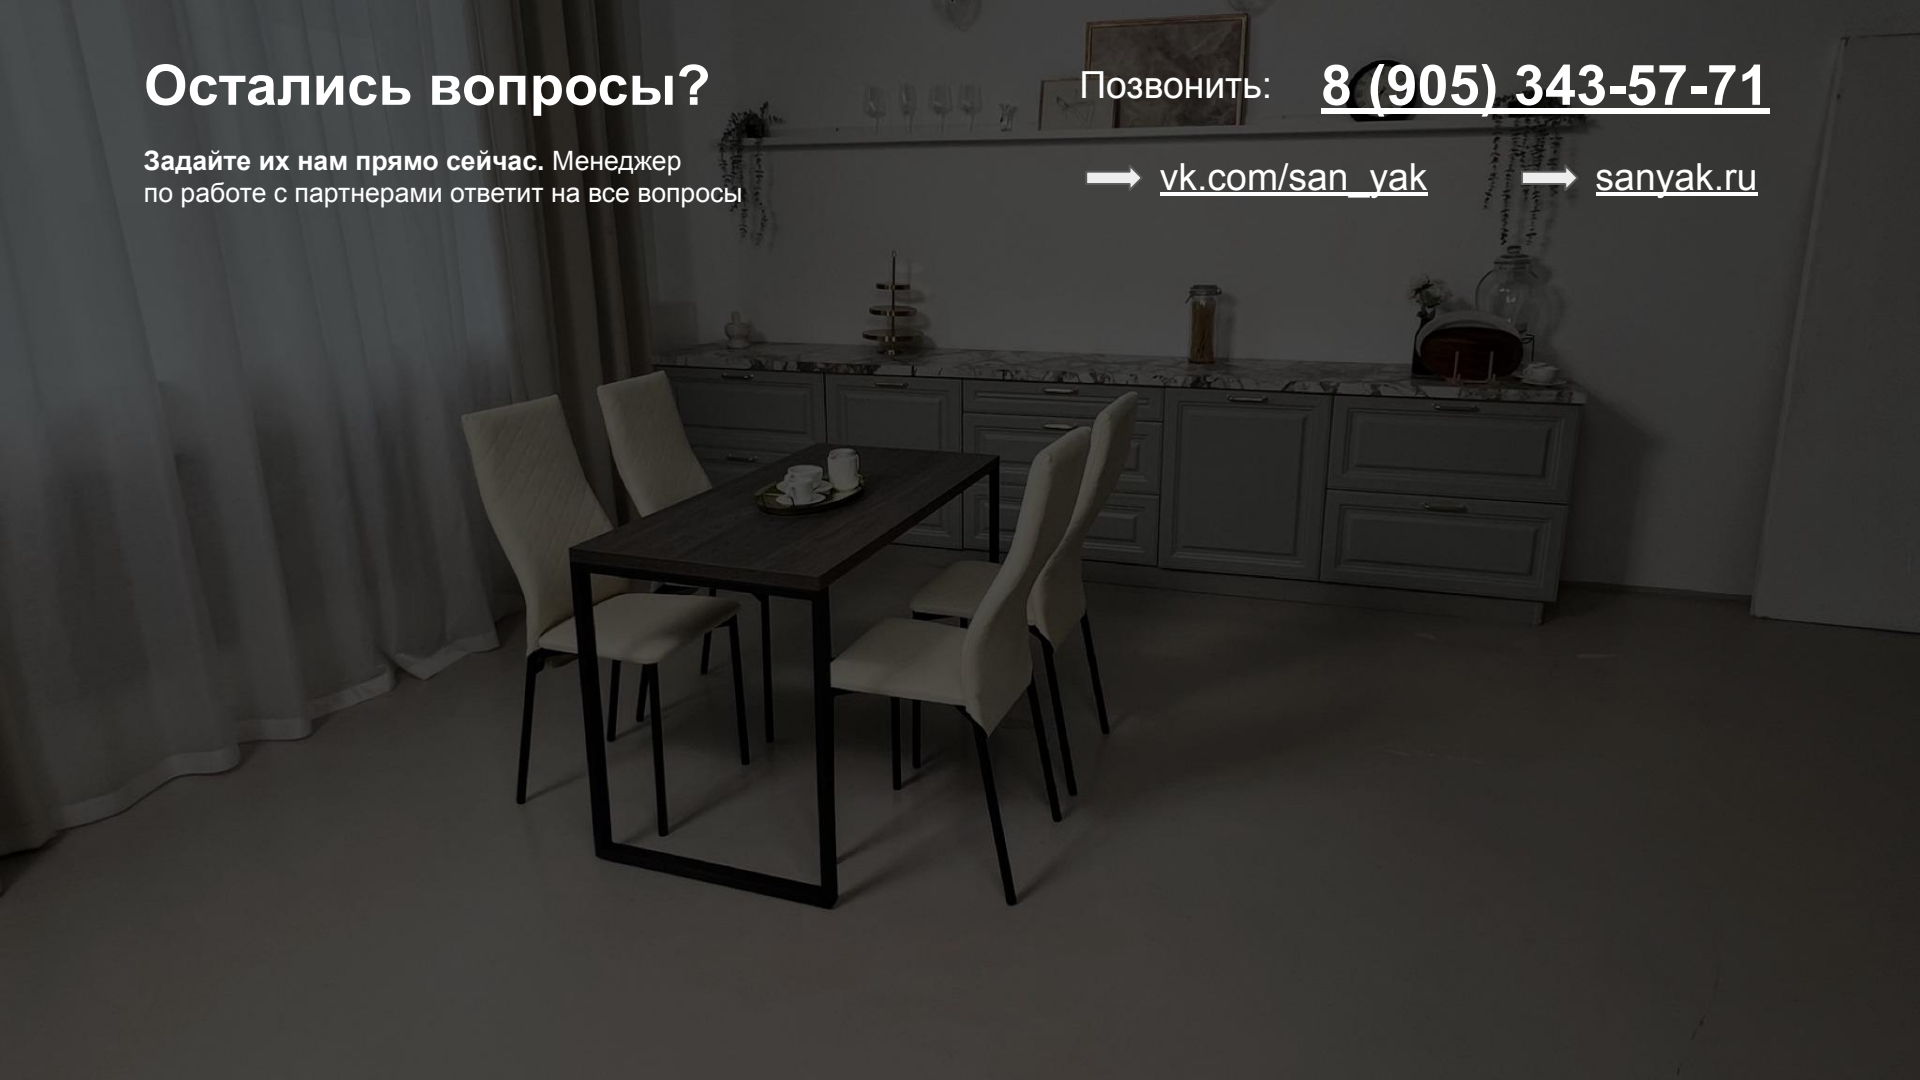 Остались вопросы?
Задайте их нам прямо сейчас. Менеджер
по работе с партнерами ответит на все вопросы
Позвонить: 8 (905) 343-57-71
vk.com/san_yak
sanyak.ru